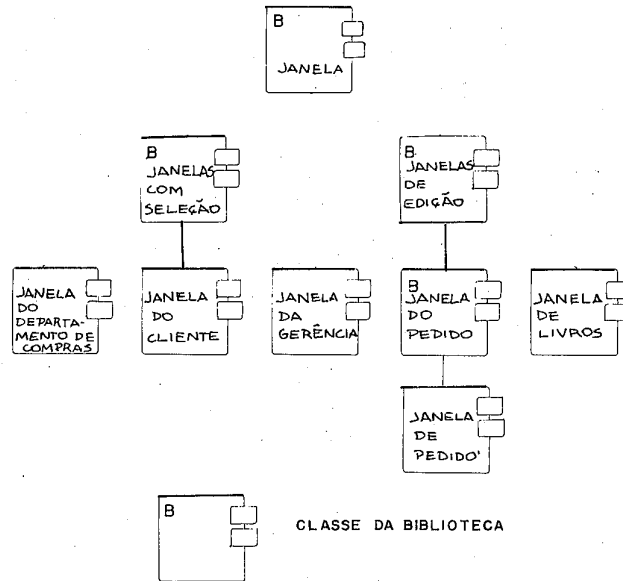 B
JANELA
B
JANELAS
COM
SELEÇÃO
B
JANELAS
DE
EDIÇÃO
JANELA
DO
DEPARTA-
MENTO DE
COMPRAS
JANELA
DO
CLIENTE
JANELA
DA
GERÊNCIA
B
JANELA
DO
PEDIDO
JANELA
DE
LIVROS
JANELA
DE
PEDIDO'
B
CLASSE DA BIBLIOTECA